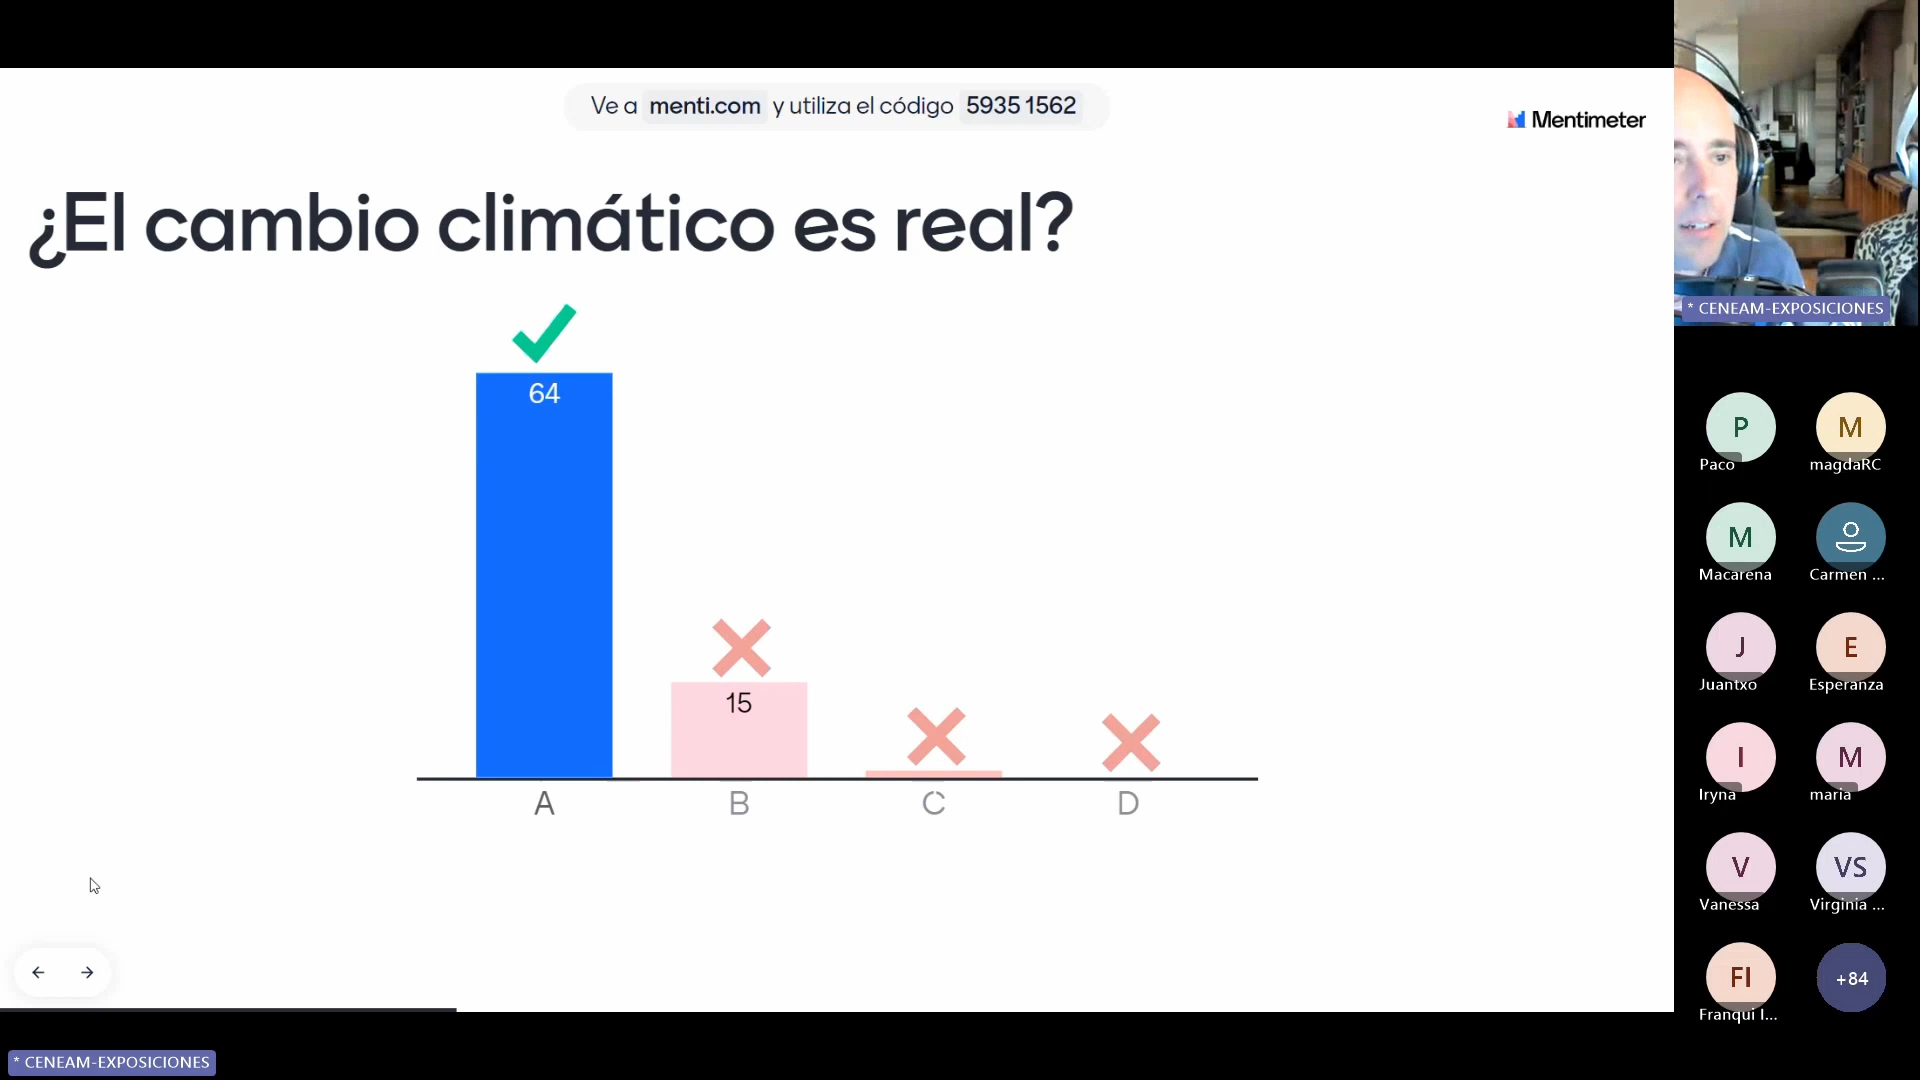 Ve a menti.com y utiliza el código 5935 1562
Mentimeter
¿El cambio climático es real?
64
15
A
B
C
D
* CENEAM-EXPOSICIONES
P
Paco
M
magdaRC
M
Macarena
Carmen ...
J
Juantxo
E
Esperanza
I
Iryna
M
maria
V
Vanessa
VS
Virginia ...
FI
Franqui I...
+84
* CENEAM-EXPOSICIONES